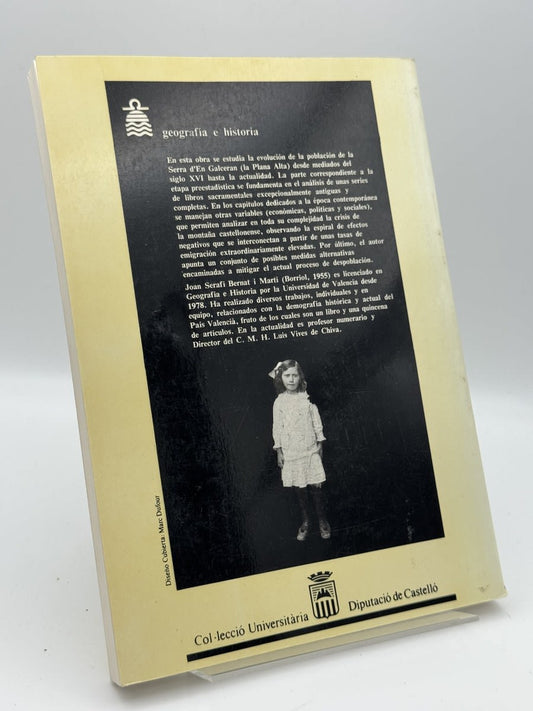 geografia e historia
En esta obra se estudia la evolución de la población de la
Serra d'En Galceran (la Plana Alta) desde mediados del
siglo XVI hasta la actualidad. La parte correspondiente a la
etapa preestadística se fundamenta en el análisis de unas series
de libros sacramentales excepcionalmente antiguas y
completas. En los capítulos dedicados a la época contemporánea
se manejan otras variables (económicas, políticas y sociales),
que permiten analizar en toda su complejidad la crisis de
la montaña castellonense, observando la espiral de efectos
negativos que se interconectan a partir de unas tasas de
emigración extraordinariamente elevadas. Por último, el autor
apunta un conjunto de posibles medidas alternativas
encaminadas a mitigar el actual proceso de despoblación.
Joan Serafí Bernat i Martí (Borriol, 1955) es licenciado en
Geografía e Historia por la Universidad de Valencia desde
1978. Ha realizado diversos trabajos, individuales y en
equipo, relacionados con la demografía histórica y actual del
País Valencià, fruto de los cuales son un libro y una quincena
de artículos. En la actualidad es profesor numerario y
Director del C. M. H. Luis Vives de Chiva.
Diseño Cubierta: Marc Dufour
Col·lecció Universitària Diputació de Castelló